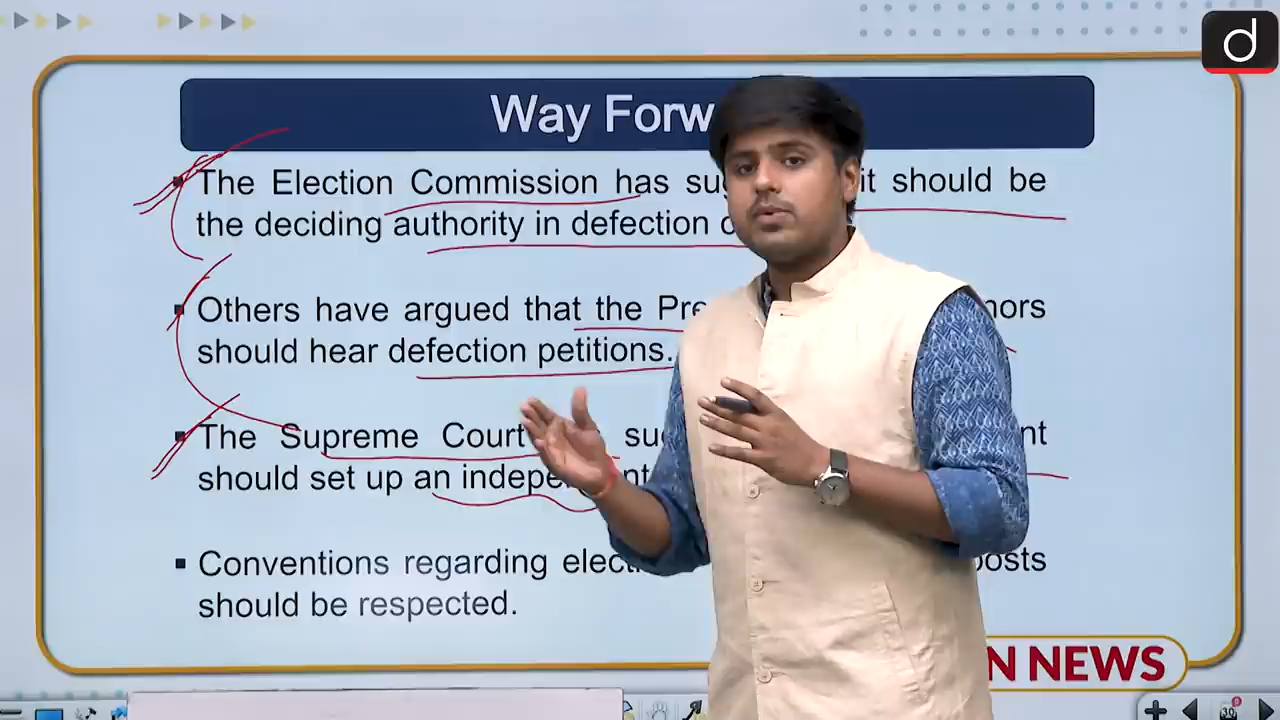 d
Way Forw
The Election Commission has su it should be
the deciding authority in defection
Others have argued that the Pre nors
should hear defection petitions.
The Supreme Court su nt
should set up an indepen nt
Conventions regarding elect posts
should be respected.
N NEWS